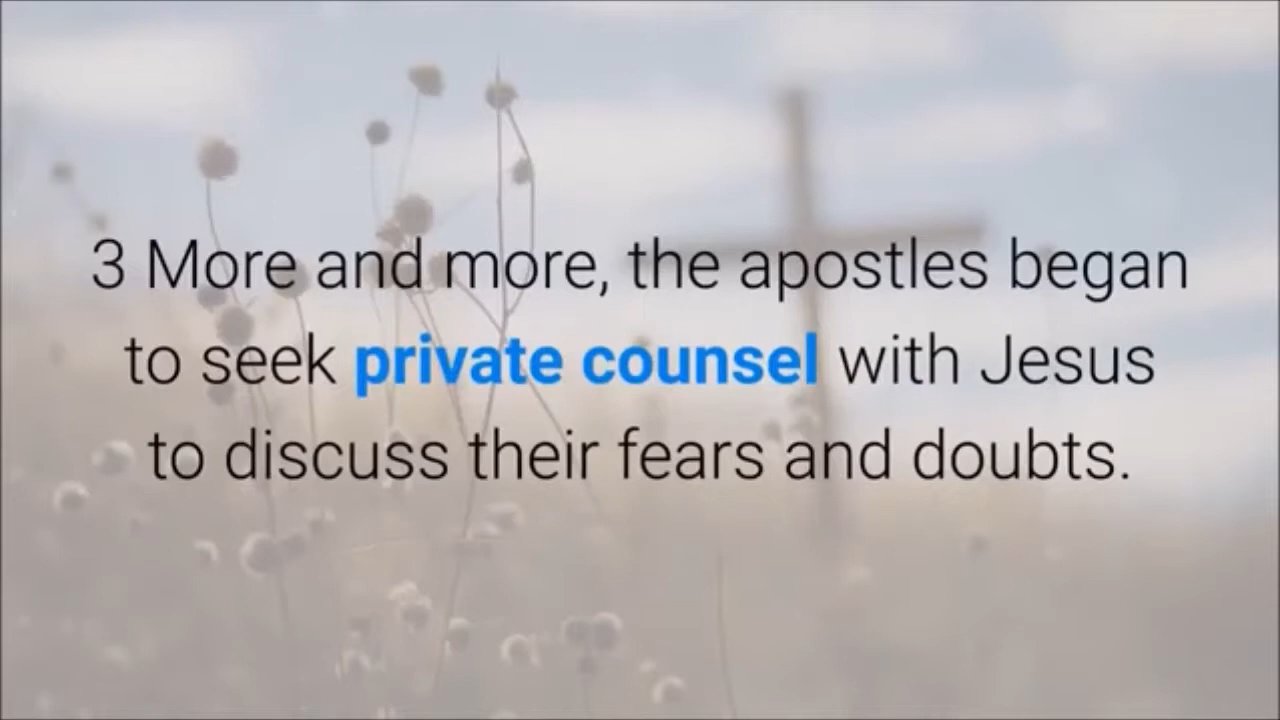 3 More and more, the apostles began
to seek private counsel with Jesus
to discuss their fears and doubts.